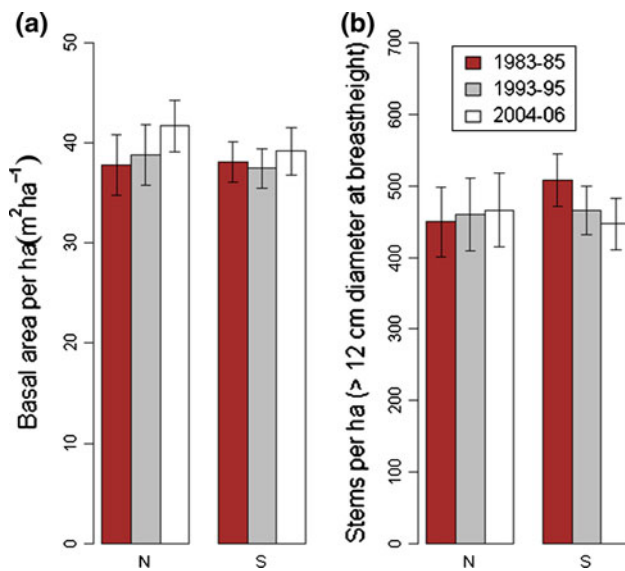 (a)
Basal area per ha(m²ha⁻¹)
50
40
30
20
10
0
N
S
(b)
Stems per ha (> 12 cm diameter at breastheight)
700
600
500
400
300
200
100
0
1983-85
1993-95
2004-06
N
S